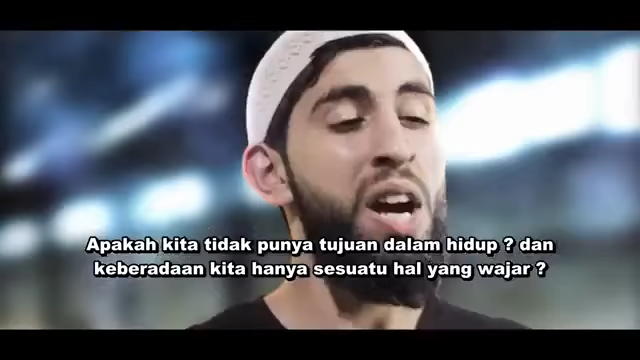 Apakah kita tidak punya tujuan dalam hidup ? dan
keberadaan kita hanya sesuatu hal yang wajar ?